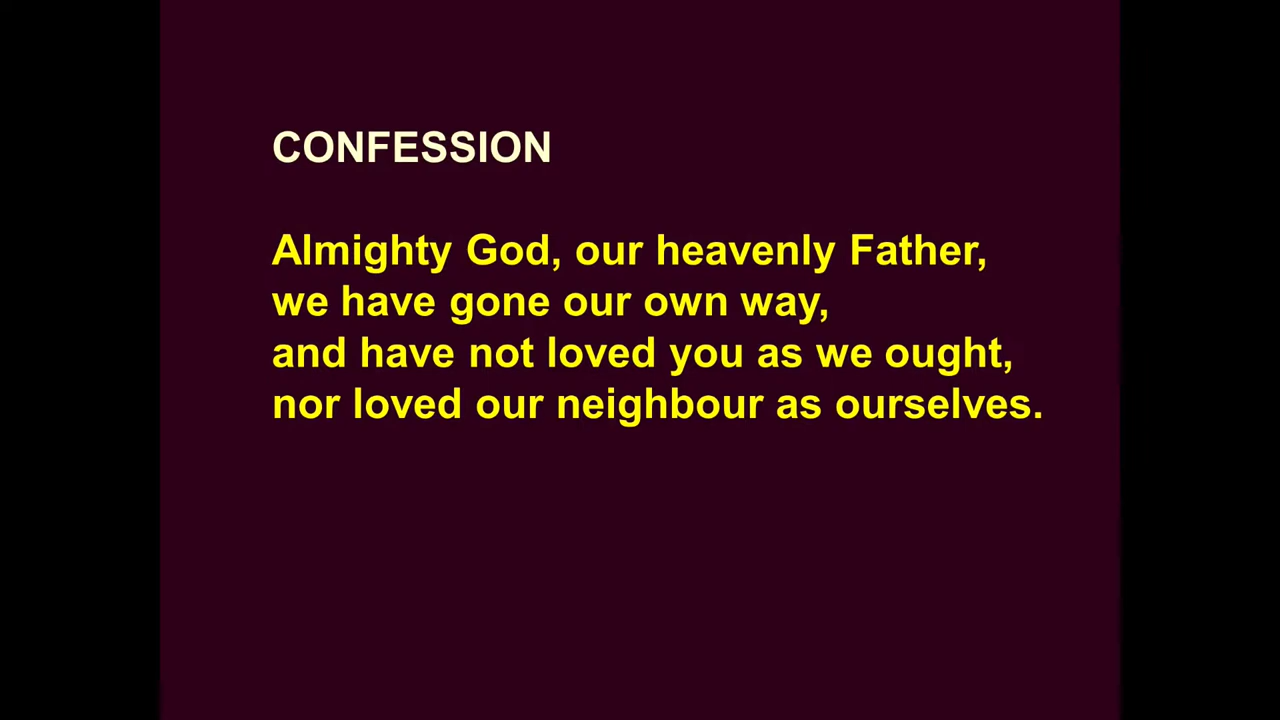 CONFESSION
Almighty God, our heavenly Father,
we have gone our own way,
and have not loved you as we ought,
nor loved our neighbour as ourselves.